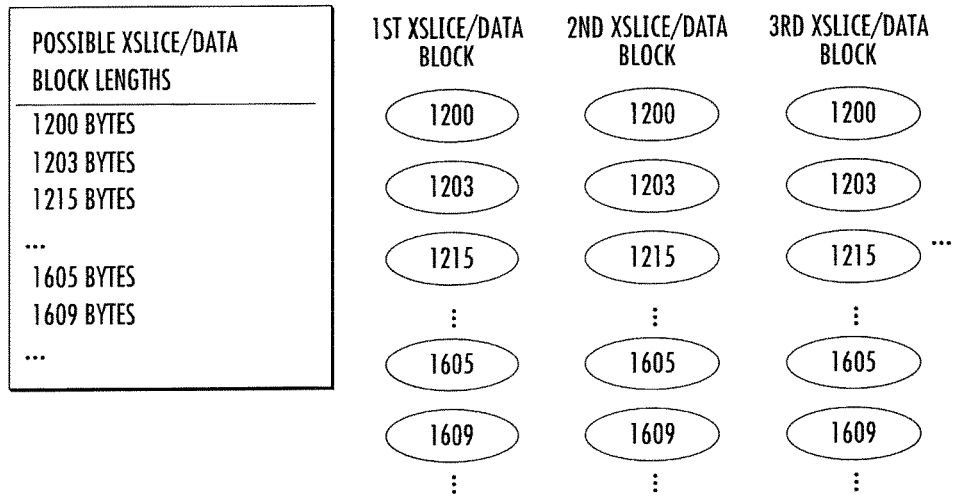 POSSIBLE XSLICE/DATA
BLOCK LENGTHS
1200 BYTES
1203 BYTES
1215 BYTES
...
1605 BYTES
1609 BYTES
...
1ST XSLICE/DATA
BLOCK
1200
1203
1215
⋮
1605
1609
⋮
2ND XSLICE/DATA
BLOCK
1200
1203
1215
⋮
1605
1609
⋮
3RD XSLICE/DATA
BLOCK
1200
1203
1215
...
⋮
1605
1609
⋮